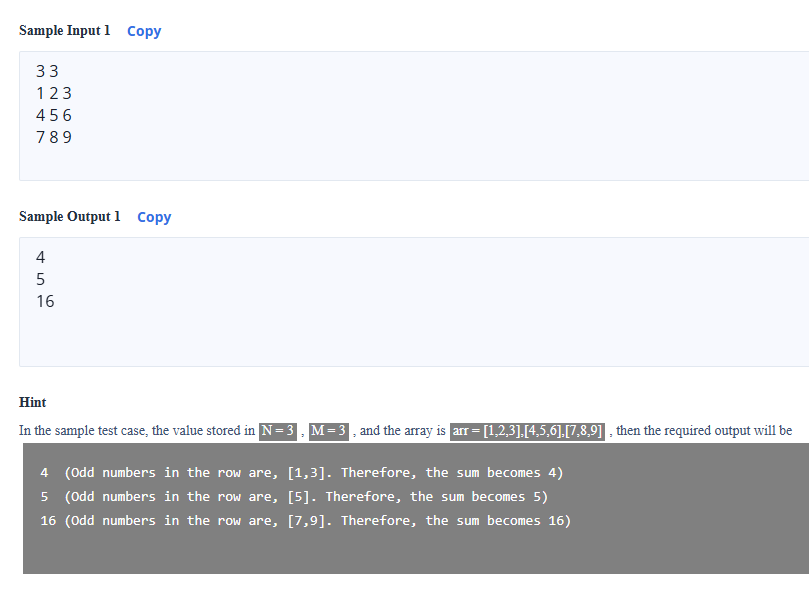 Sample Input 1 Copy
3 3
1 2 3
4 5 6
7 8 9
Sample Output 1 Copy
4
5
16
Hint
In the sample test case, the value stored in N = 3 , M = 3 , and the array is arr = [1,2,3],[4,5,6],[7,8,9] , then the required output will be
4 (Odd numbers in the row are, [1,3]. Therefore, the sum becomes 4)
5 (Odd numbers in the row are, [5]. Therefore, the sum becomes 5)
16 (Odd numbers in the row are, [7,9]. Therefore, the sum becomes 16)